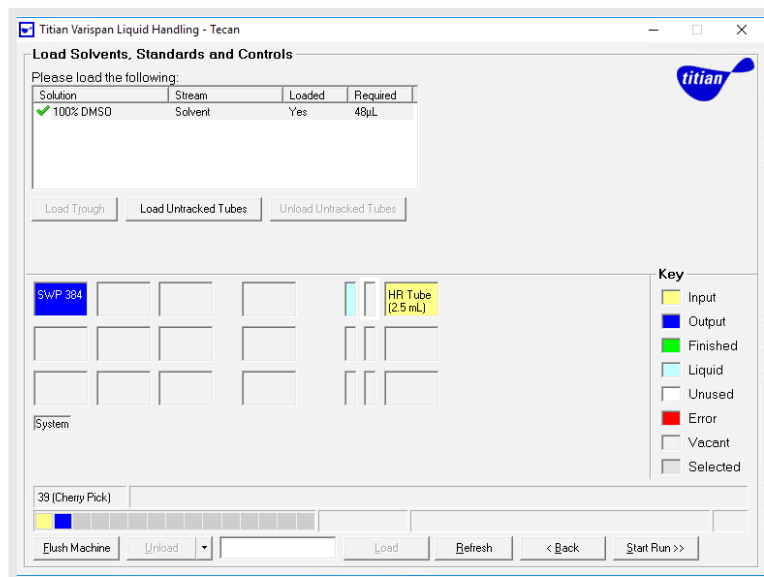 Titian Varispan Liquid Handling - Tecan
Load Solvents, Standards and Controls
titian
Please load the following:
Solution Stream Loaded Required
100% DMSO Solvent Yes 48µL
Load Trough Load Untracked Tubes Unload Untracked Tubes
Key
SWP 384 HR Tube
(2.5 mL)
Input
Output
Finished
Liquid
Unused
Error
Vacant
Selected
System
39 (Cherry Pick)
Flush Machine Unload Load Refresh < Back Start Run >>